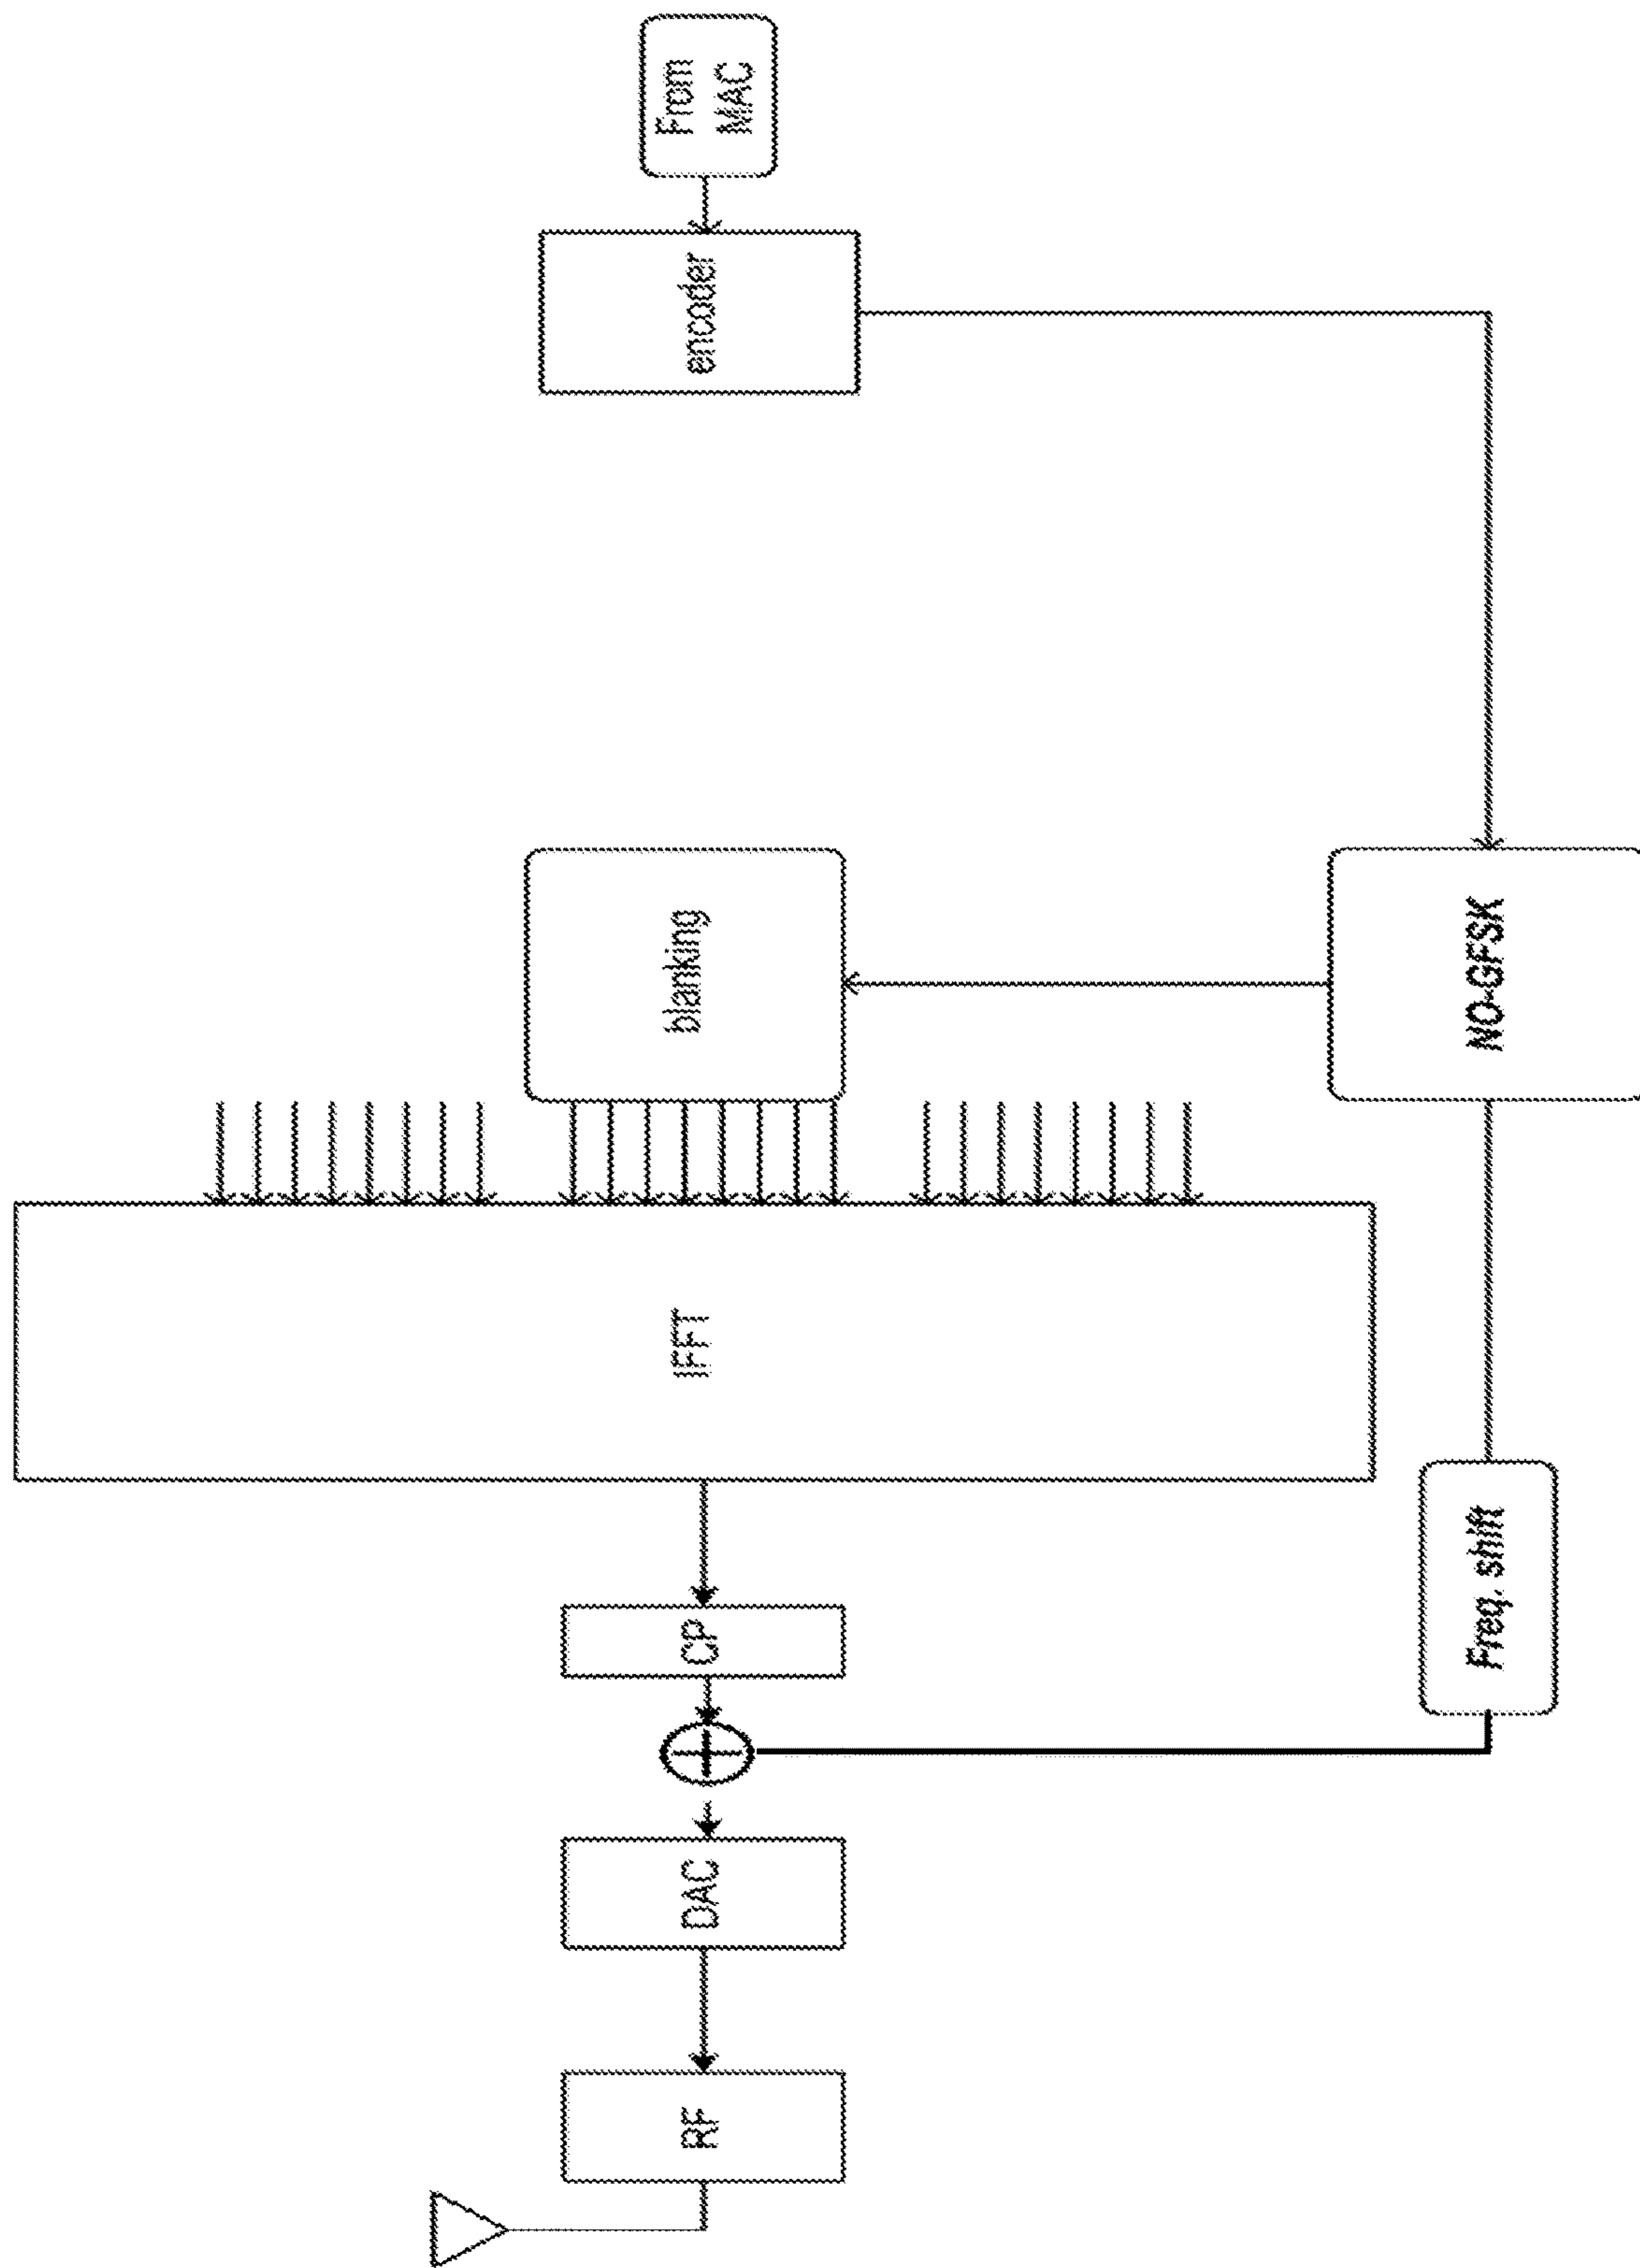 From
MAC
encoder
blanking
NO-GFSK
IFFT
Freq. shift
CP
DAC
RF